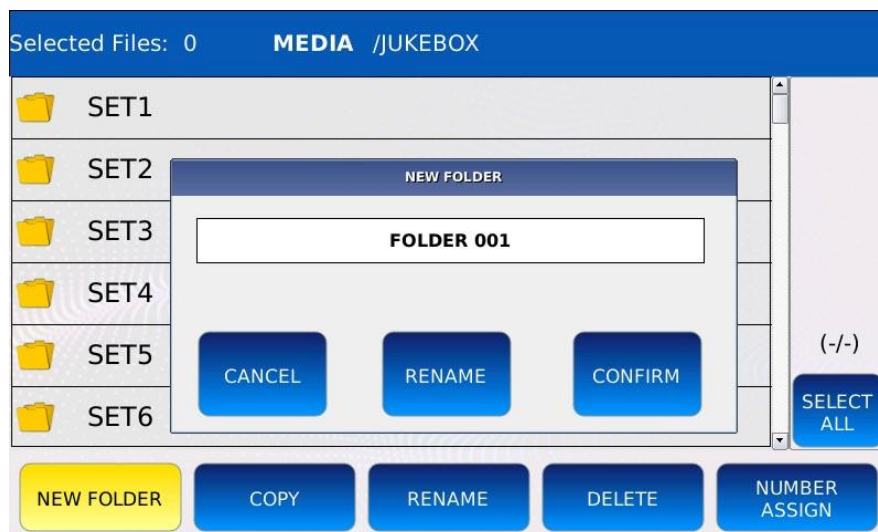 Selected Files: 0 MEDIA /JUKEBOX
SET1
SET2
SET3
SET4
SET5
SET6
NEW FOLDER
FOLDER 001
CANCEL RENAME CONFIRM
(-/-)
SELECT
ALL
NEW FOLDER COPY RENAME DELETE NUMBER
ASSIGN